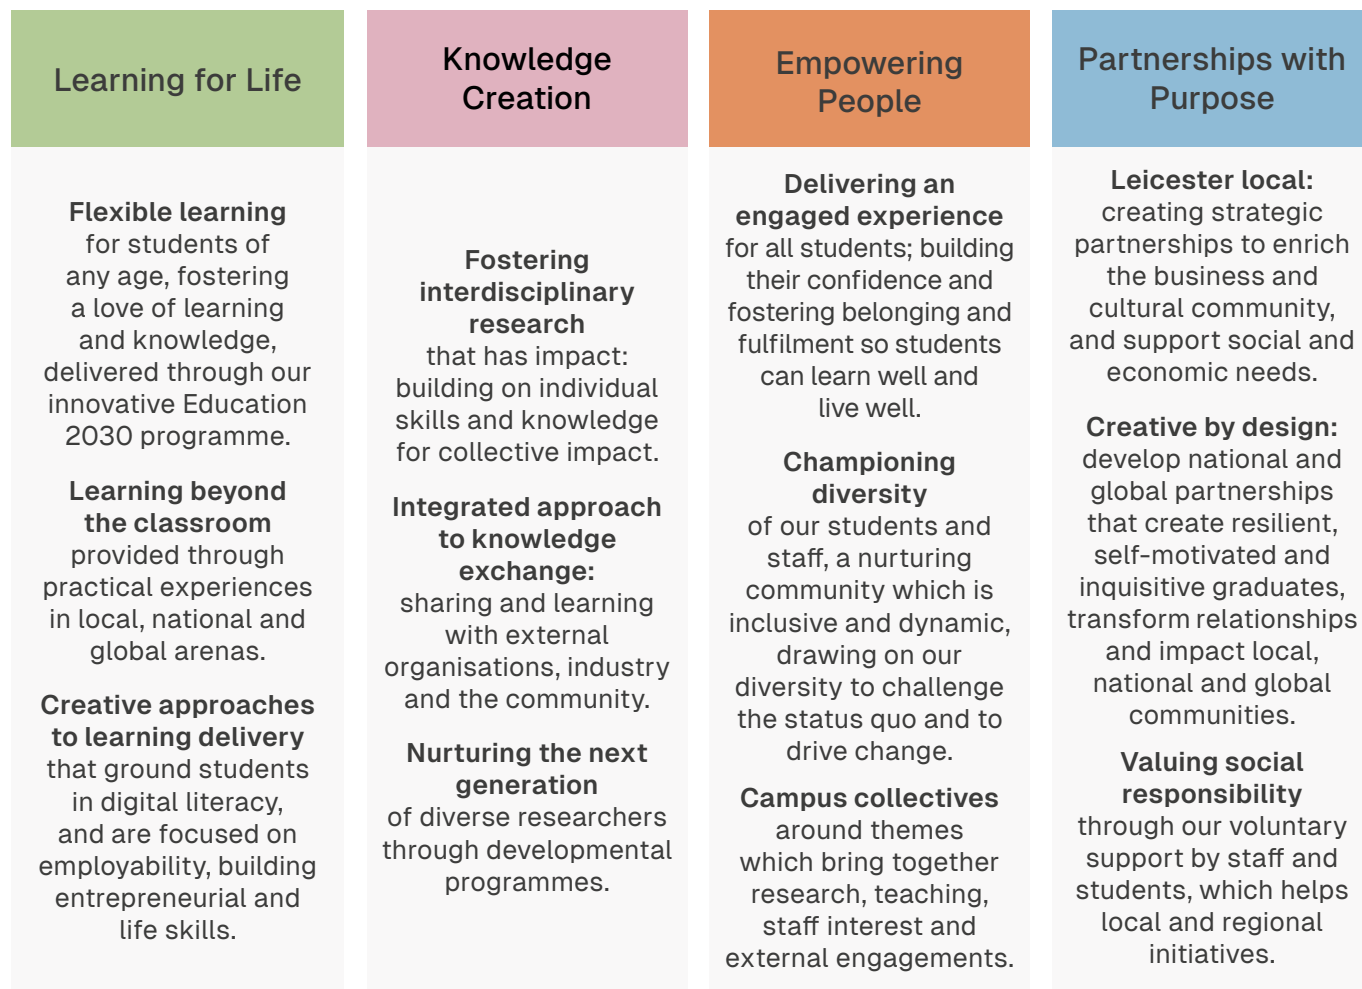 Learning for Life
Flexible learning
for students of
any age, fostering
a love of learning
and knowledge,
delivered through our
innovative Education
2030 programme.
Learning beyond
the classroom
provided through
practical experiences
in local, national and
global arenas.
Creative approaches
to learning delivery
that ground students
in digital literacy,
and are focused on
employability, building
entrepreneurial and
life skills.
Knowledge
Creation
Fostering
interdisciplinary
research
that has impact:
building on individual
skills and knowledge
for collective impact.
Integrated approach
to knowledge
exchange:
sharing and learning
with external
organisations, industry
and the community.
Nurturing the next
generation
of diverse researchers
through developmental
programmes.
Empowering
People
Delivering an
engaged experience
for all students; building
their confidence and
fostering belonging and
fulfilment so students
can learn well and
live well.
Championing
diversity
of our students and
staff, a nurturing
community which is
inclusive and dynamic,
drawing on our
diversity to challenge
the status quo and to
drive change.
Campus collectives
around themes
which bring together
research, teaching,
staff interest and
external engagements.
Partnerships with
Purpose
Leicester local:
creating strategic
partnerships to enrich
the business and
cultural community,
and support social and
economic needs.
Creative by design:
develop national and
global partnerships
that create resilient,
self-motivated and
inquisitive graduates,
transform relationships
and impact local,
national and global
communities.
Valuing social
responsibility
through our voluntary
support by staff and
students, which helps
local and regional
initiatives.